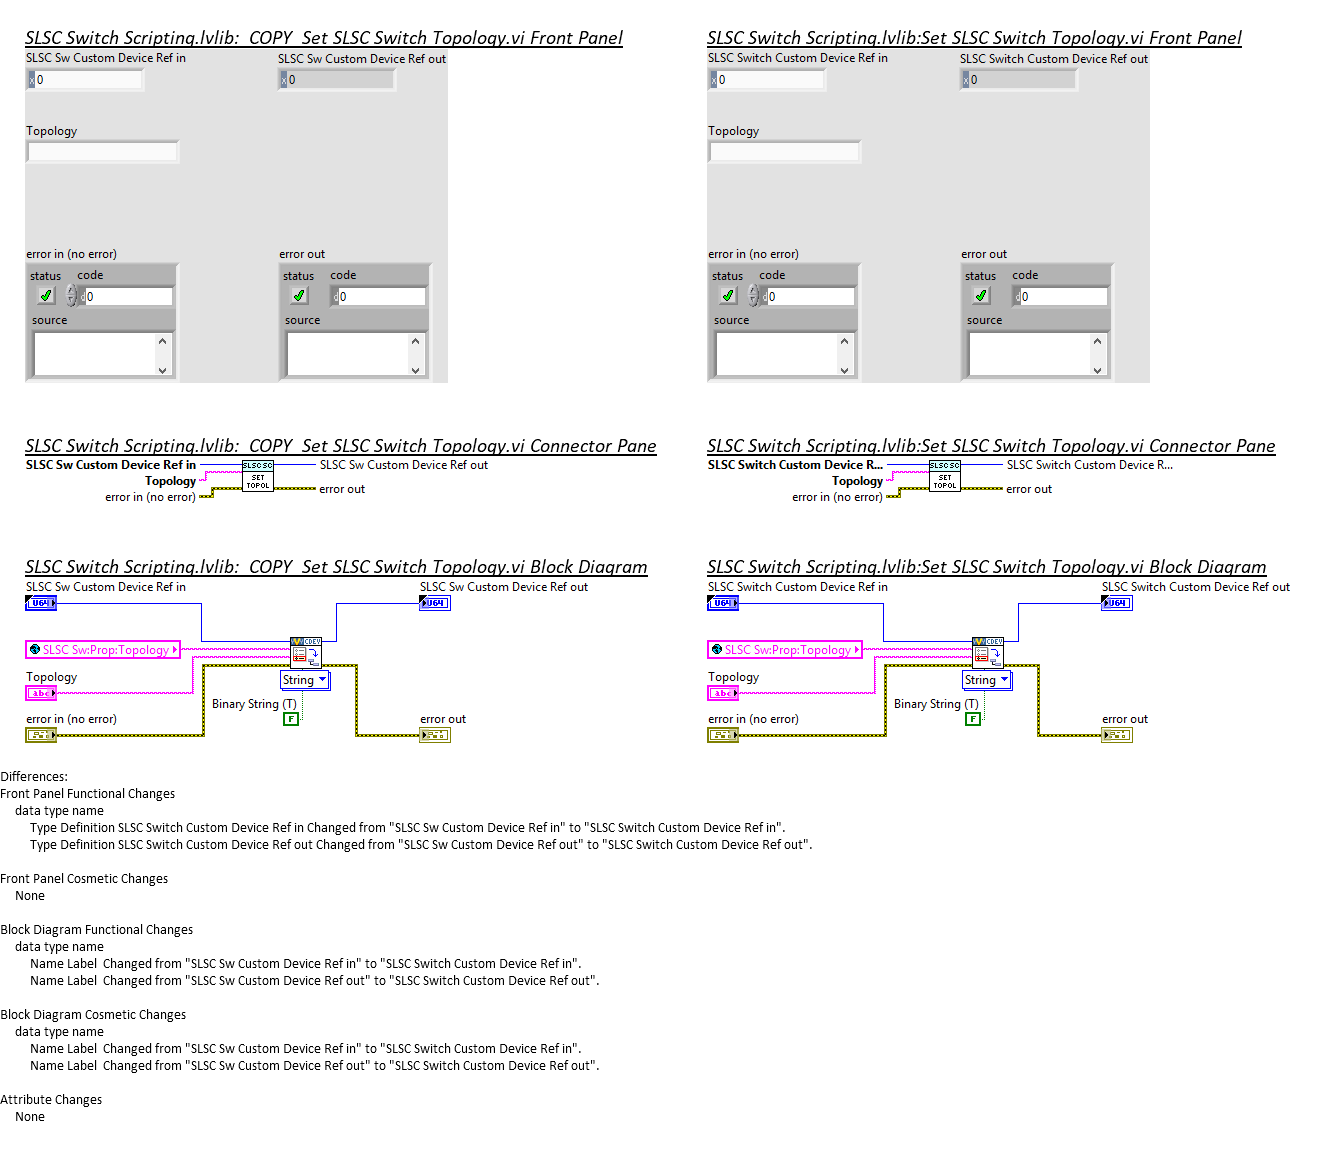 SLSC Switch Scripting.lvlib:  COPY  Set SLSC Switch Topology.vi Front Panel
SLSC Sw Custom Device Ref in
SLSC Sw Custom Device Ref out
x 0
x 0
Topology
error in (no error)
error out
status code
status code
d 0
d 0
source
source
SLSC Switch Scripting.lvlib:Set SLSC Switch Topology.vi Front Panel
SLSC Switch Custom Device Ref in
SLSC Switch Custom Device Ref out
x 0
x 0
Topology
error in (no error)
error out
status code
status code
d 0
d 0
source
source
SLSC Switch Scripting.lvlib:  COPY  Set SLSC Switch Topology.vi Connector Pane
SLSC Sw Custom Device Ref in
SLSC Sw Custom Device Ref out
Topology
error in (no error)
error out
SLSC SC
SET
TOPOL
SLSC Switch Scripting.lvlib:Set SLSC Switch Topology.vi Connector Pane
SLSC Switch Custom Device R...
SLSC Switch Custom Device R...
Topology
error in (no error)
error out
SLSC SC
SET
TOPOL
SLSC Switch Scripting.lvlib:  COPY  Set SLSC Switch Topology.vi Block Diagram
SLSC Sw Custom Device Ref in
SLSC Sw Custom Device Ref out
U64
U64
SLSC Sw:Prop:Topology
CDEV
Topology
abc
String
Binary String (T)
F
error in (no error)
error out
SLSC Switch Scripting.lvlib:Set SLSC Switch Topology.vi Block Diagram
SLSC Switch Custom Device Ref in
SLSC Switch Custom Device Ref out
U64
U64
SLSC Sw:Prop:Topology
CDEV
Topology
abc
String
Binary String (T)
F
error in (no error)
error out
Differences:
Front Panel Functional Changes
data type name
Type Definition SLSC Switch Custom Device Ref in Changed from "SLSC Sw Custom Device Ref in" to "SLSC Switch Custom Device Ref in".
Type Definition SLSC Switch Custom Device Ref out Changed from "SLSC Sw Custom Device Ref out" to "SLSC Switch Custom Device Ref out".
Front Panel Cosmetic Changes
None
Block Diagram Functional Changes
data type name
Name Label  Changed from "SLSC Sw Custom Device Ref in" to "SLSC Switch Custom Device Ref in".
Name Label  Changed from "SLSC Sw Custom Device Ref out" to "SLSC Switch Custom Device Ref out".
Block Diagram Cosmetic Changes
data type name
Name Label  Changed from "SLSC Sw Custom Device Ref in" to "SLSC Switch Custom Device Ref in".
Name Label  Changed from "SLSC Sw Custom Device Ref out" to "SLSC Switch Custom Device Ref out".
Attribute Changes
None